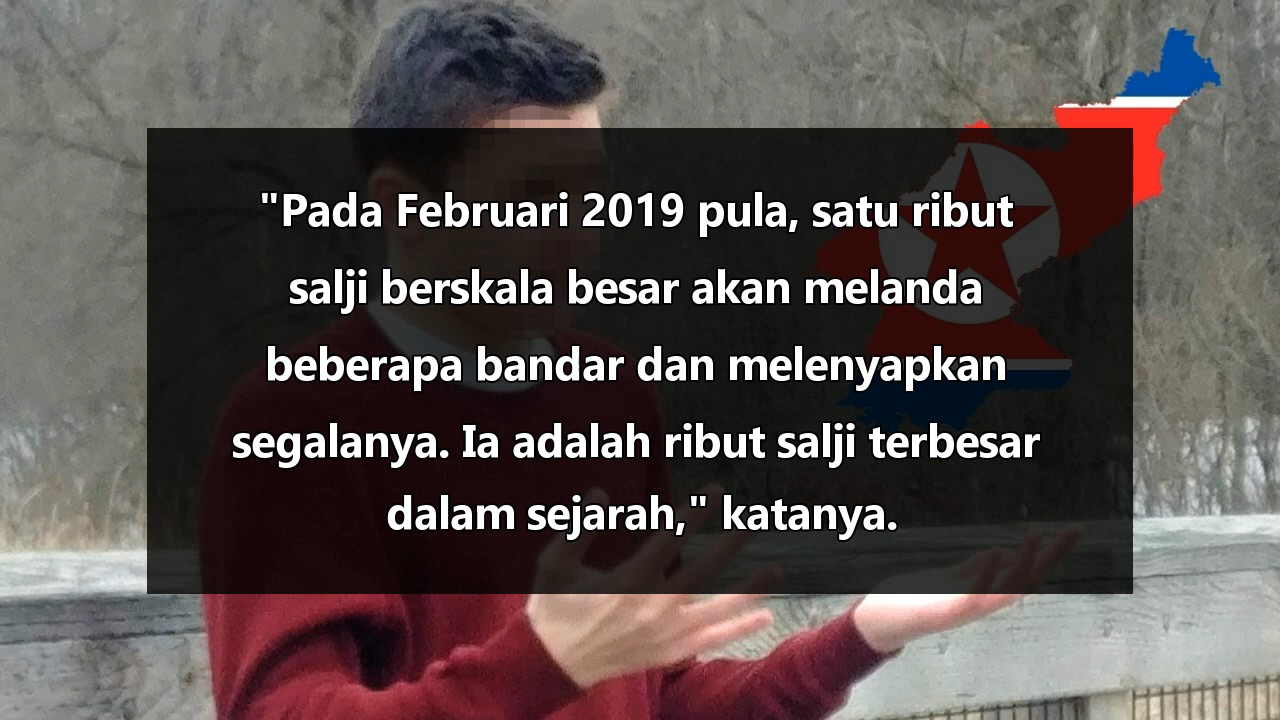 "Pada Februari 2019 pula, satu ribut
salji berskala besar akan melanda
beberapa bandar dan melenyapkan
segalanya. Ia adalah ribut salji terbesar
dalam sejarah," katanya.